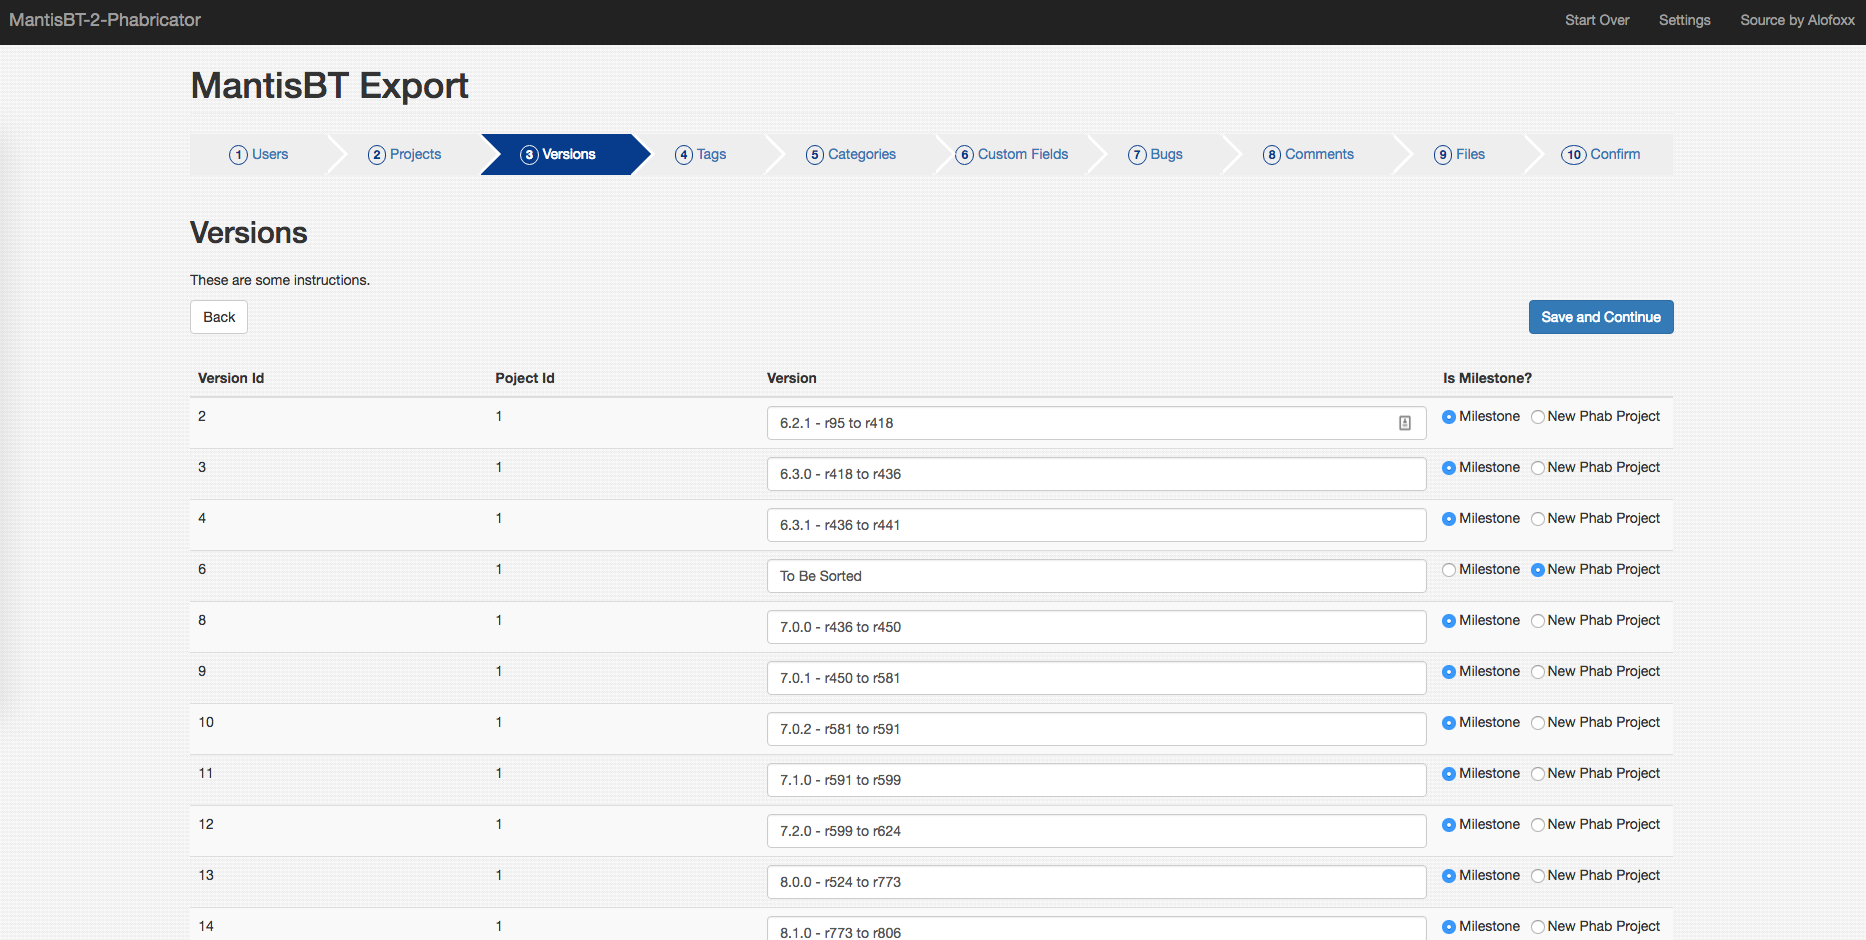 MantisBT-2-Phabricator Start Over Settings Source by Alofoxx
MantisBT Export
1 Users 2 Projects 3 Versions 4 Tags 5 Categories 6 Custom Fields 7 Bugs 8 Comments 9 Files 10 Confirm
Versions
These are some instructions.
Back Save and Continue
Version Id Poject Id Version Is Milestone?
2 1 6.2.1 - r95 to r418 Milestone New Phab Project
3 1 6.3.0 - r418 to r436 Milestone New Phab Project
4 1 6.3.1 - r436 to r441 Milestone New Phab Project
6 1 To Be Sorted Milestone New Phab Project
8 1 7.0.0 - r436 to r450 Milestone New Phab Project
9 1 7.0.1 - r450 to r581 Milestone New Phab Project
10 1 7.0.2 - r581 to r591 Milestone New Phab Project
11 1 7.1.0 - r591 to r599 Milestone New Phab Project
12 1 7.2.0 - r599 to r624 Milestone New Phab Project
13 1 8.0.0 - r524 to r773 Milestone New Phab Project
14 1 8.1.0 - r773 to r806 Milestone New Phab Project